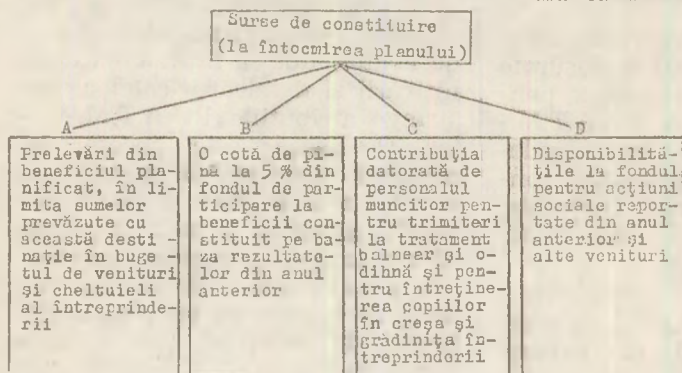 Surse de constituire
(la întocmirea planului)
A
B
C
D
Prelevări din
beneficiul pla-
nificat, în li-
mita sumelor
prevăzute cu
această desti -
nație în buge -
tul de venituri
și cheltuieli
al întreprinde-
rii
O cotă de pî-
nă la 5 % din
fondul de par-
ticipare la
beneficii con-
stituit pe ba-
za rezultate-
lor din anul
anterior
Contribuția
datorată de
personalul
muncitor pen-
tru trimiteri
la tratament
balnear și o-
dihnă și pen-
tru întreține-
rea copiilor
în creșa și
grădinița în-
treprinderii
Disponibilită-
țile la fondul
pentru acțiuni
sociale repor-
tate din anul
anterior și
alte venituri